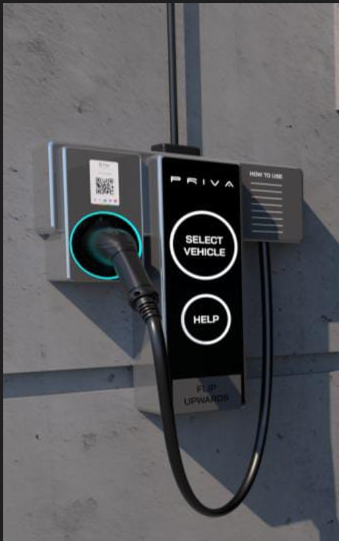 PRIVA
HOW TO USE
SELECT
VEHICLE
HELP
FLIP
UPWARDS